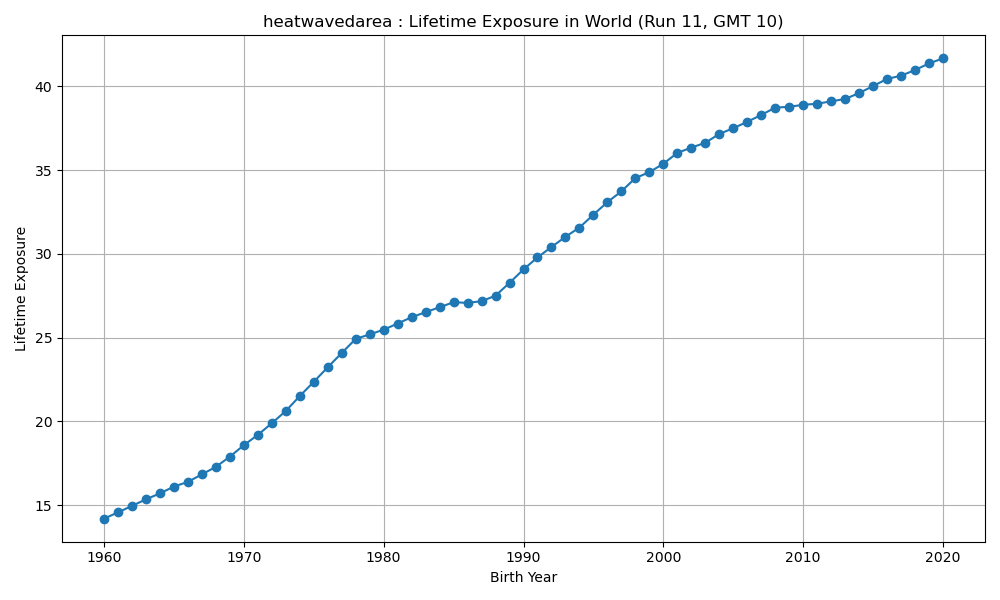 heatwavedarea : Lifetime Exposure in World (Run 11, GMT 10)
Lifetime Exposure
40
35
30
25
20
15
1960 1970 1980 1990 2000 2010 2020
Birth Year